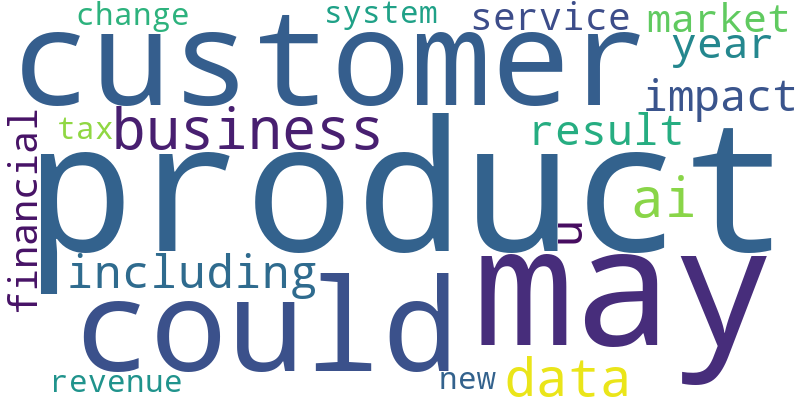 change
system
service
market
customer
year
impact
tax
business
result
financial
product
ai
u
including
may
could
revenue
new
data